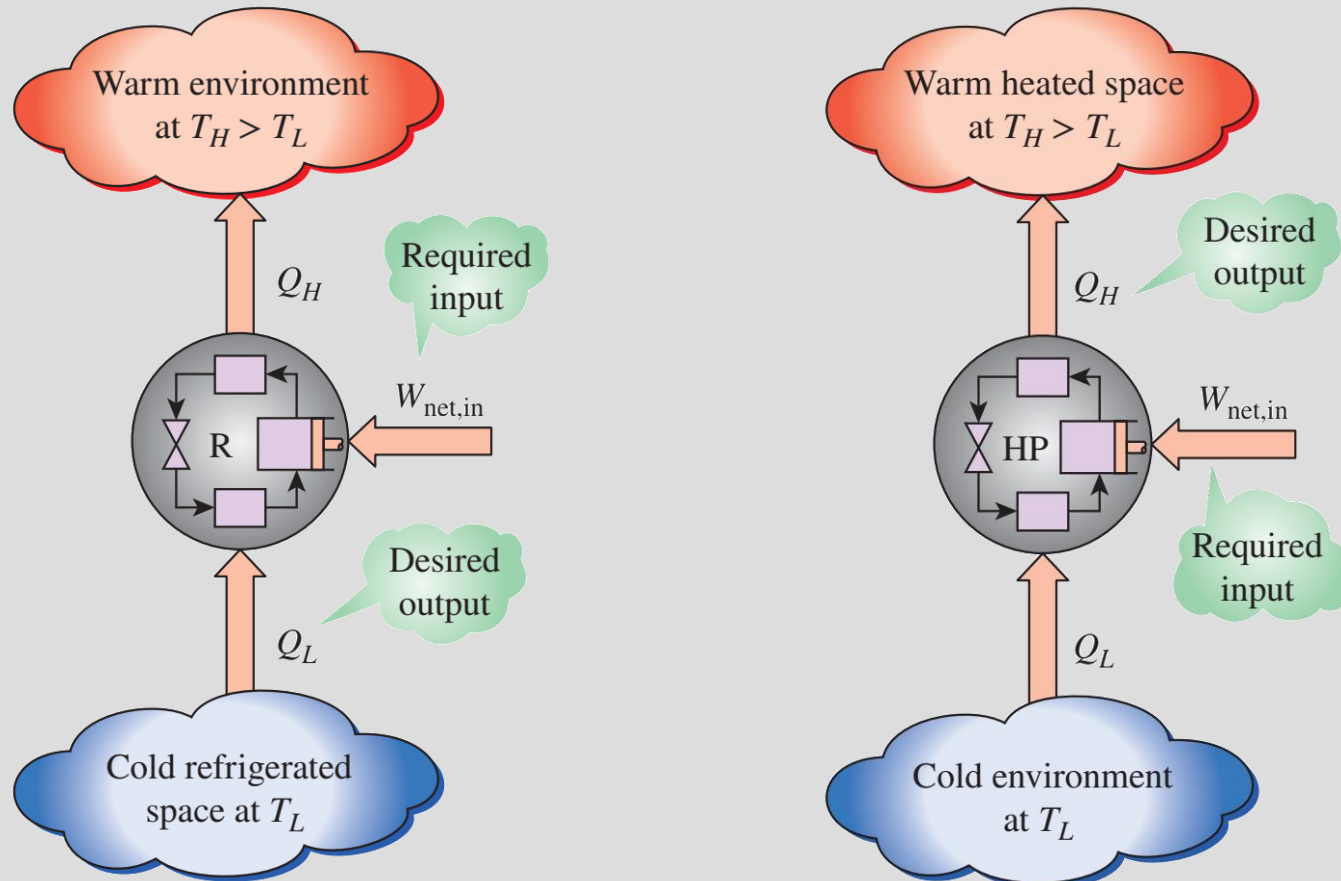 Warm environment
at T_H > T_L
Required
input
Q_H
W_net,in
R
Desired
output
Q_L
Cold refrigerated
space at T_L
Warm heated space
at T_H > T_L
Desired
output
Q_H
W_net,in
HP
Required
input
Q_L
Cold environment
at T_L